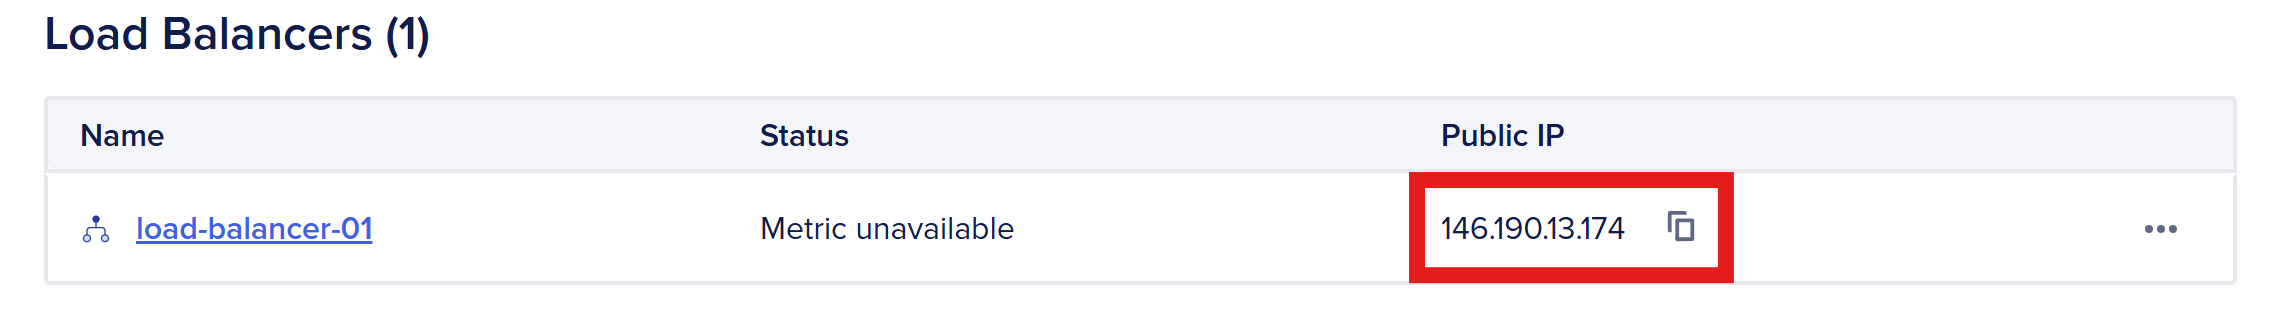 Load Balancers (1)
Name Status Public IP
load-balancer-01 Metric unavailable 146.190.13.174